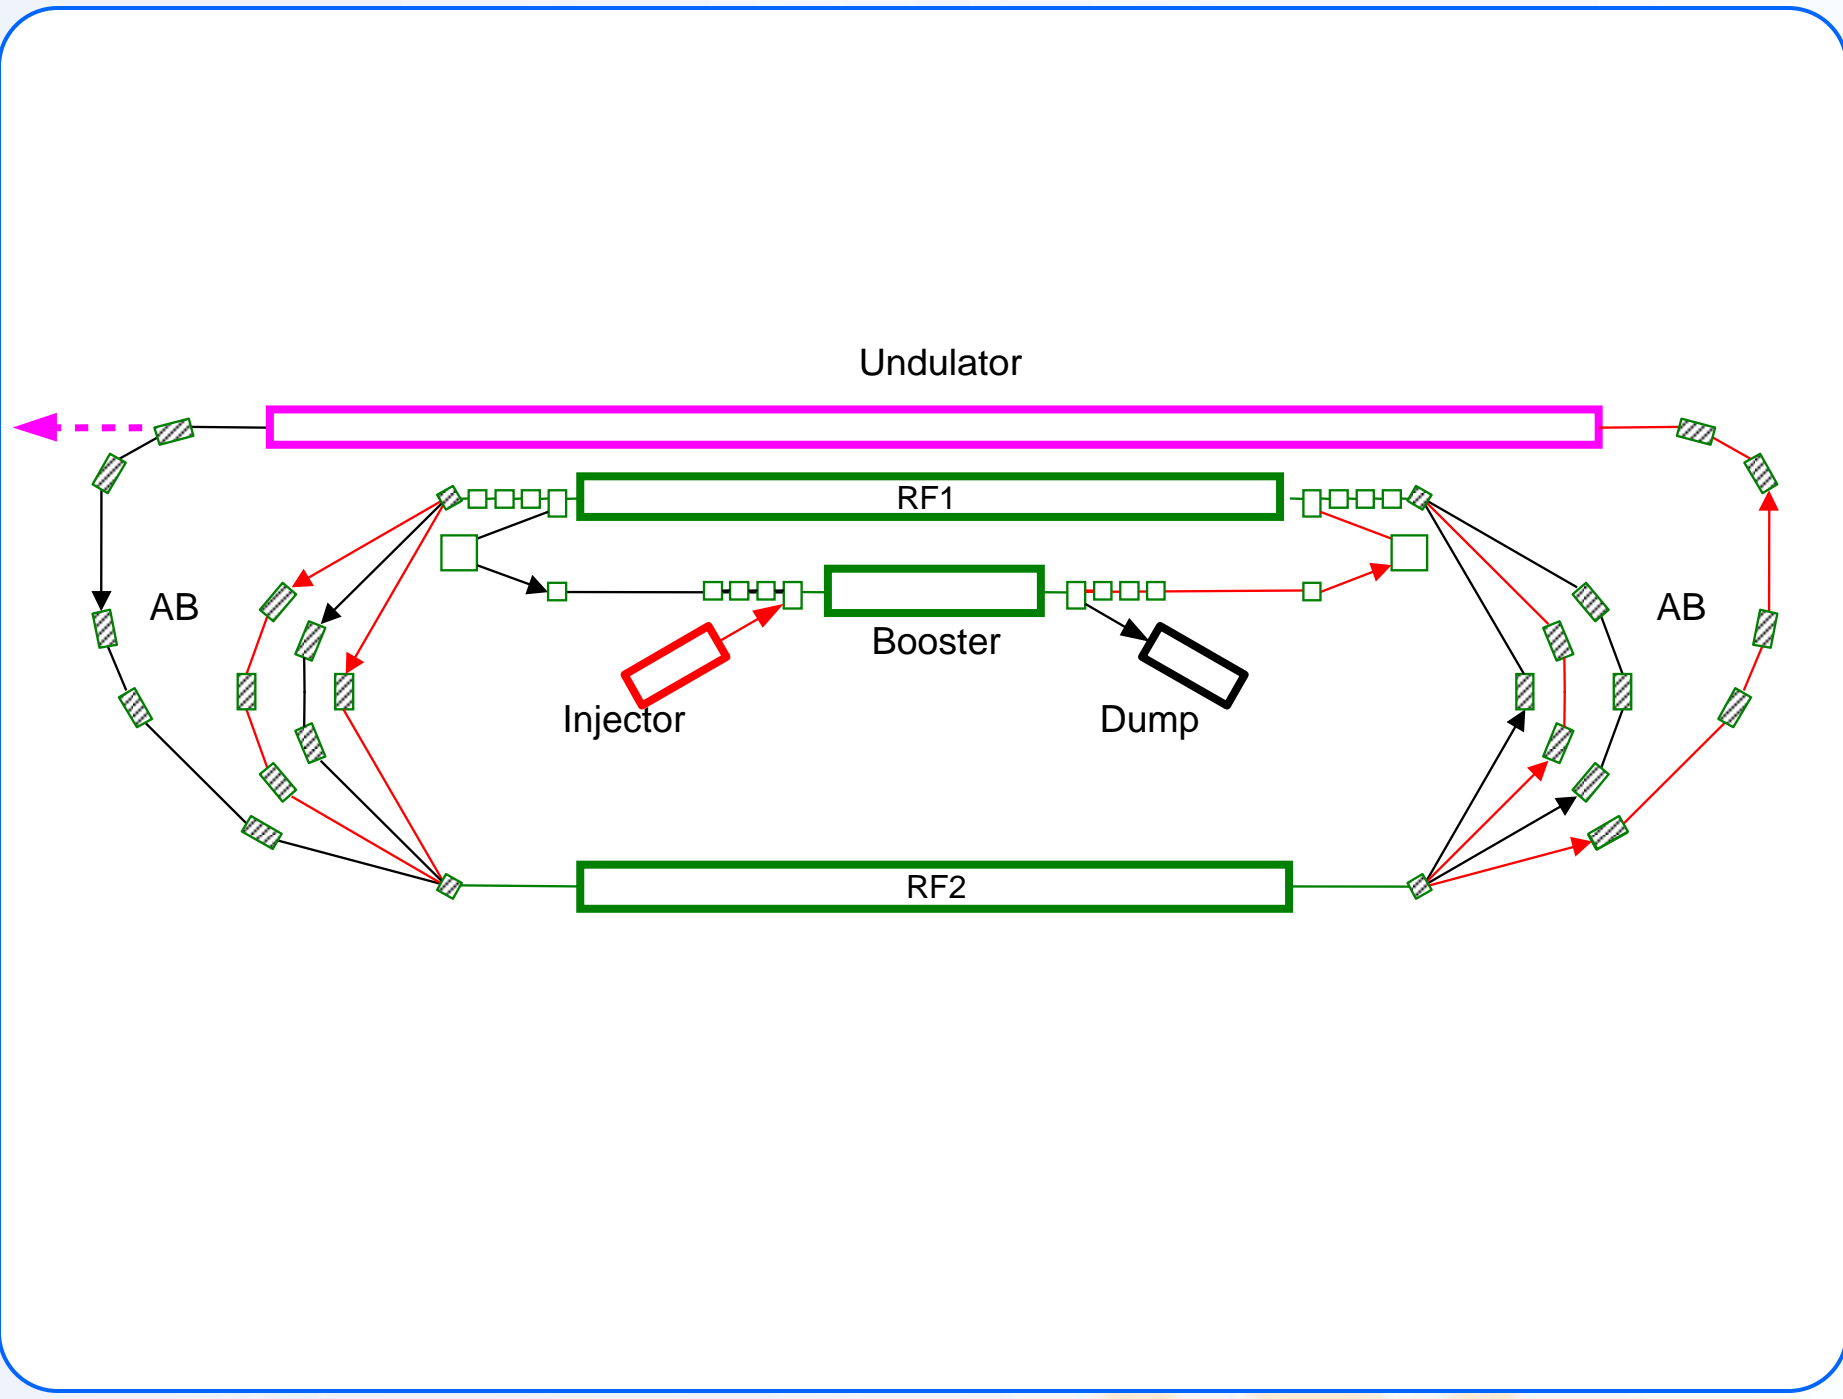 Undulator
RF1
AB
AB
Booster
Injector
Dump
RF2